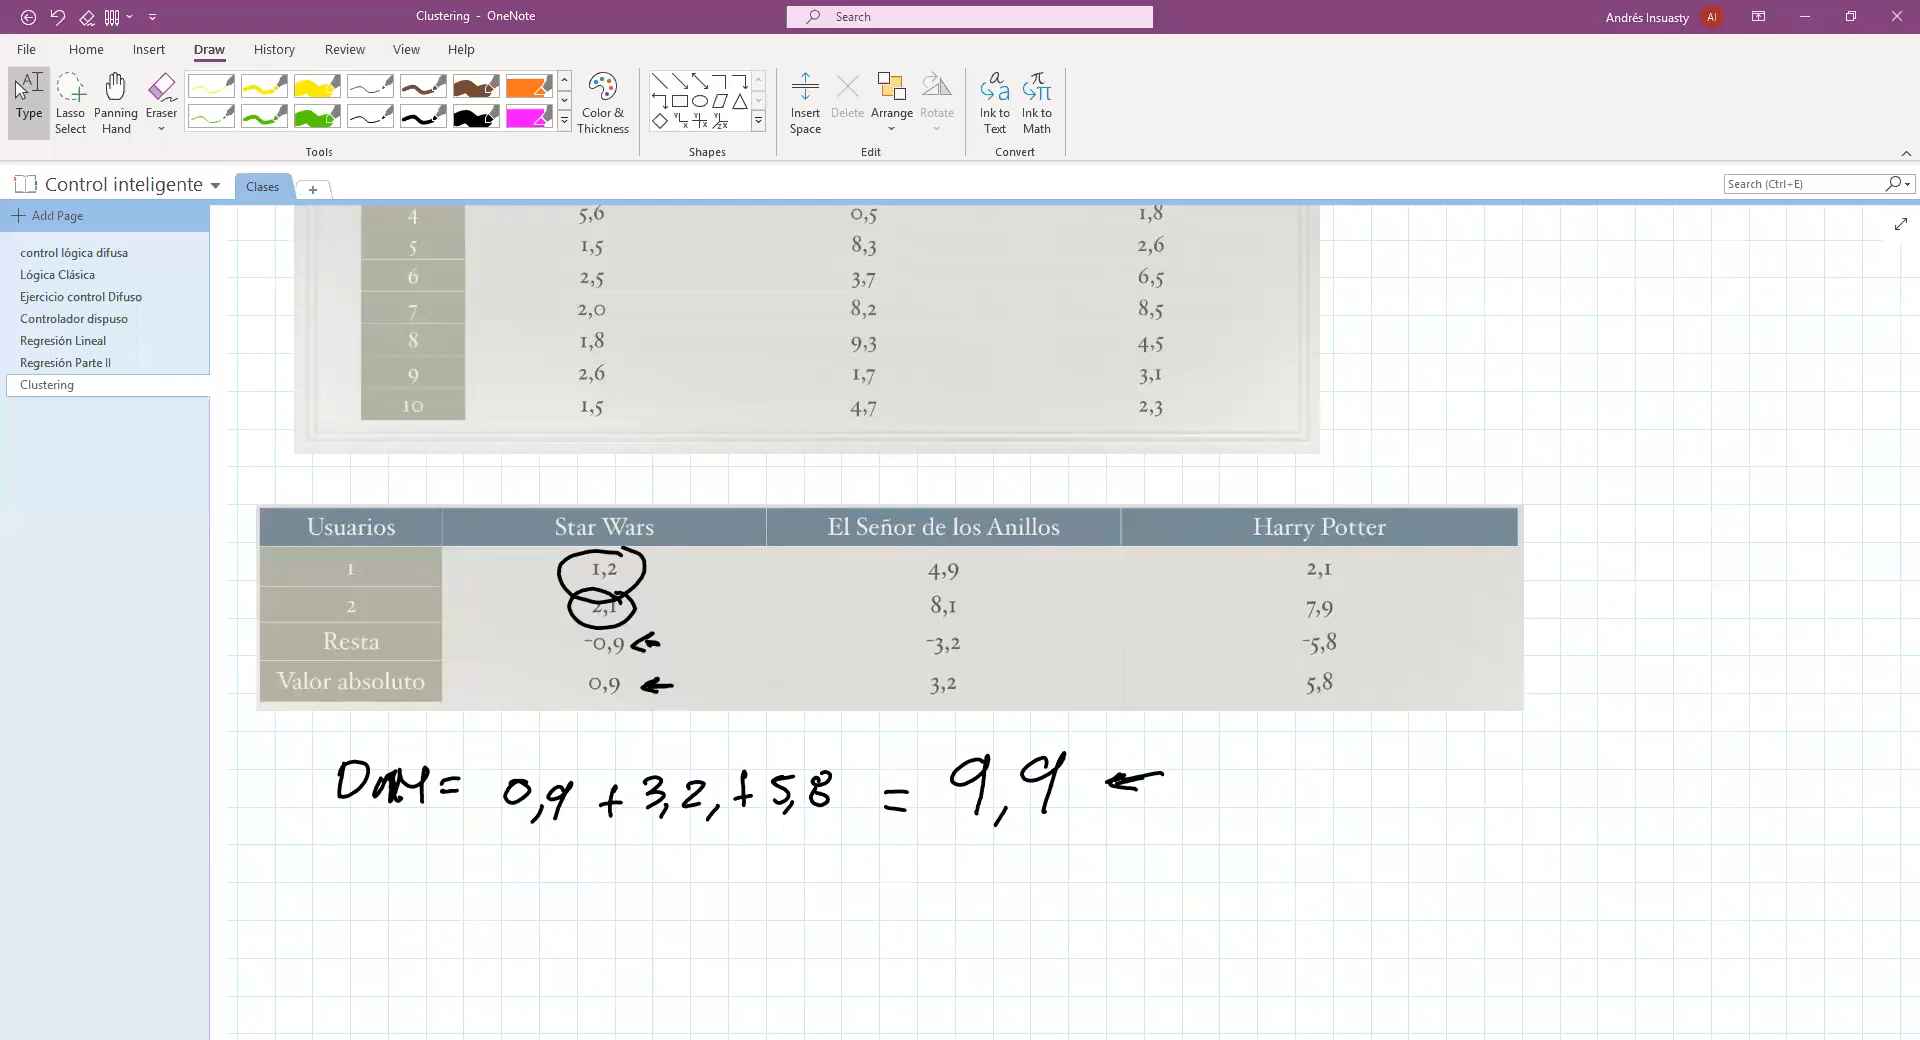 Clustering - OneNote
Search
Andrés Insuasty
AI
File Home Insert Draw History Review View Help
Type
Lasso Select
Panning Hand
Eraser
Color & Thickness
Insert Space
Delete
Arrange
Rotate
Ink to Text
Ink to Math
Tools
Shapes
Edit
Convert
Control inteligente
Clases
Search (Ctrl+E)
Add Page
control lógica difusa
Lógica Clásica
Ejercicio control Difuso
Controlador dispuso
Regresión Lineal
Regresión Parte II
Clustering
4 5,6 0,5 1,8
5 1,5 8,3 2,6
6 2,5 3,7 6,5
7 2,0 8,2 8,5
8 1,8 9,3 4,5
9 2,6 1,7 3,1
10 1,5 4,7 2,3
Usuarios Star Wars El Señor de los Anillos Harry Potter
1 1,2 4,9 2,1
2 2,1 8,1 7,9
Resta -0,9 -3,2 -5,8
Valor absoluto 0,9 3,2 5,8
= 0,9 + 3,2, + 5,8 = 9,9